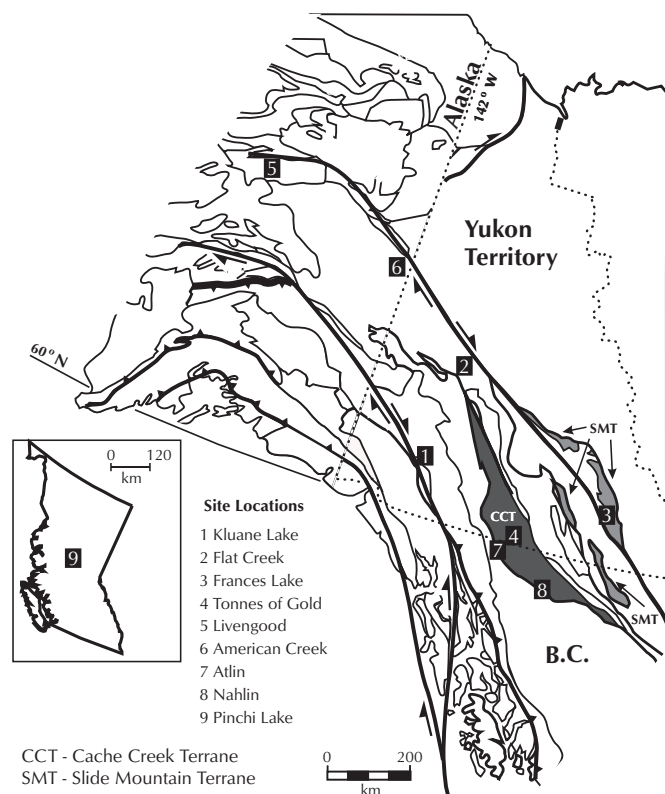 Alaska
142° W
5
Yukon
Territory
6
2
60° N
SMT
1
0 120
km
Site Locations
CCT
3
4
7
1 Kluane Lake
2 Flat Creek
3 Frances Lake
4 Tonnes of Gold
5 Livengood
6 American Creek
7 Atlin
8 Nahlin
9 Pinchi Lake
9
8
SMT
B.C.
CCT - Cache Creek Terrane
SMT - Slide Mountain Terrane
0 200
km